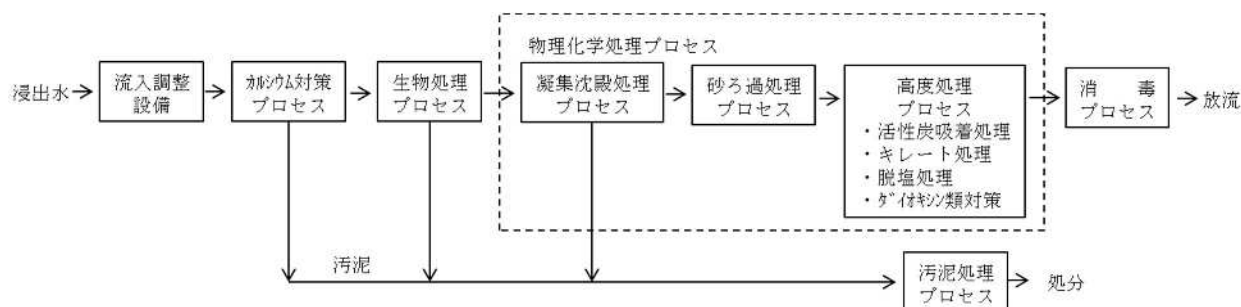 物理化学処理プロセス
浸出水
流入調整
設備
カルシウム対策
プロセス
生物処理
プロセス
凝集沈殿処理
プロセス
砂ろ過処理
プロセス
高度処理
プロセス
・活性炭吸着処理
・キレート処理
・脱塩処理
・ダイオキシン類対策
消　毒
プロセス
放流
汚泥
汚泥処理
プロセス
処分